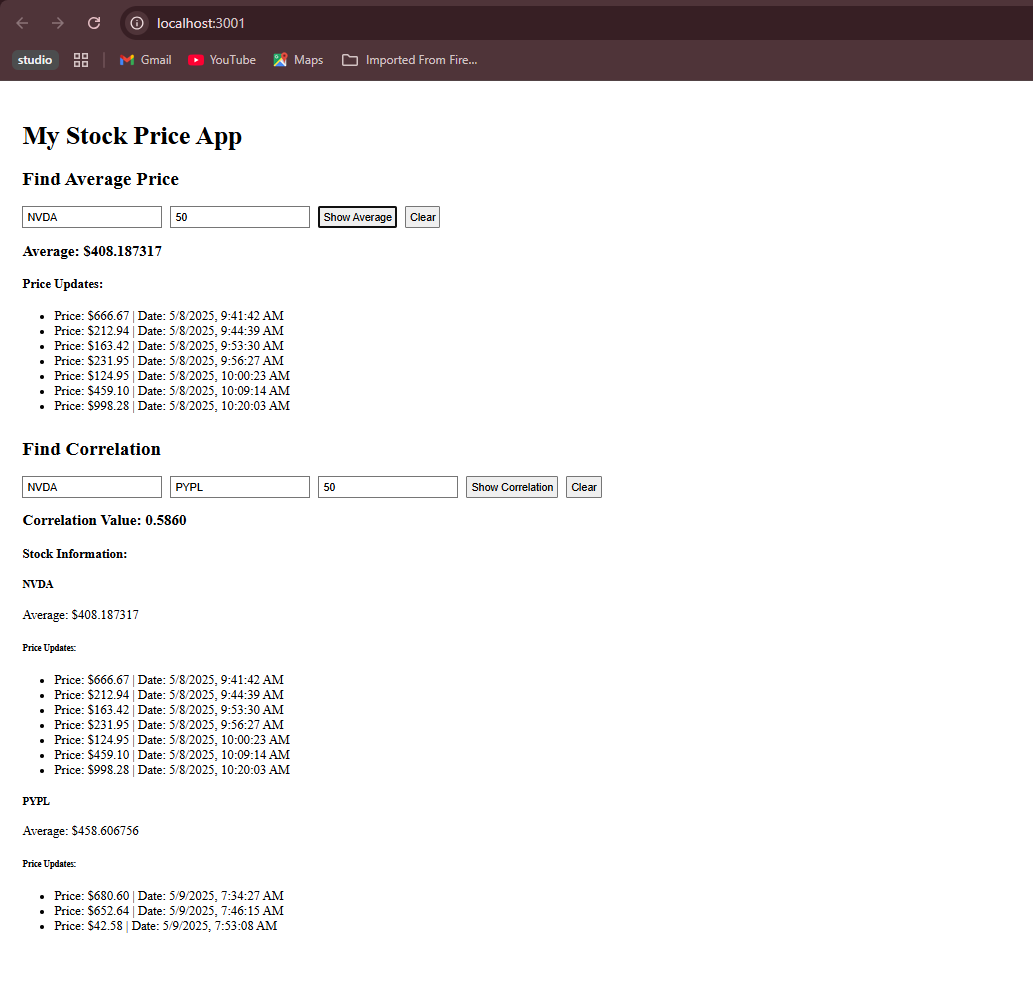 localhost:3001
studio Gmail YouTube Maps Imported From Fire...
My Stock Price App
Find Average Price
NVDA 50 Show Average Clear
Average: $408.187317
Price Updates:
• Price: $666.67 | Date: 5/8/2025, 9:41:42 AM
• Price: $212.94 | Date: 5/8/2025, 9:44:39 AM
• Price: $163.42 | Date: 5/8/2025, 9:53:30 AM
• Price: $231.95 | Date: 5/8/2025, 9:56:27 AM
• Price: $124.95 | Date: 5/8/2025, 10:00:23 AM
• Price: $459.10 | Date: 5/8/2025, 10:09:14 AM
• Price: $998.28 | Date: 5/8/2025, 10:20:03 AM
Find Correlation
NVDA PYPL 50 Show Correlation Clear
Correlation Value: 0.5860
Stock Information:
NVDA
Average: $408.187317
Price Updates:
• Price: $666.67 | Date: 5/8/2025, 9:41:42 AM
• Price: $212.94 | Date: 5/8/2025, 9:44:39 AM
• Price: $163.42 | Date: 5/8/2025, 9:53:30 AM
• Price: $231.95 | Date: 5/8/2025, 9:56:27 AM
• Price: $124.95 | Date: 5/8/2025, 10:00:23 AM
• Price: $459.10 | Date: 5/8/2025, 10:09:14 AM
• Price: $998.28 | Date: 5/8/2025, 10:20:03 AM
PYPL
Average: $458.606756
Price Updates:
• Price: $680.60 | Date: 5/9/2025, 7:34:27 AM
• Price: $652.64 | Date: 5/9/2025, 7:46:15 AM
• Price: $42.58 | Date: 5/9/2025, 7:53:08 AM